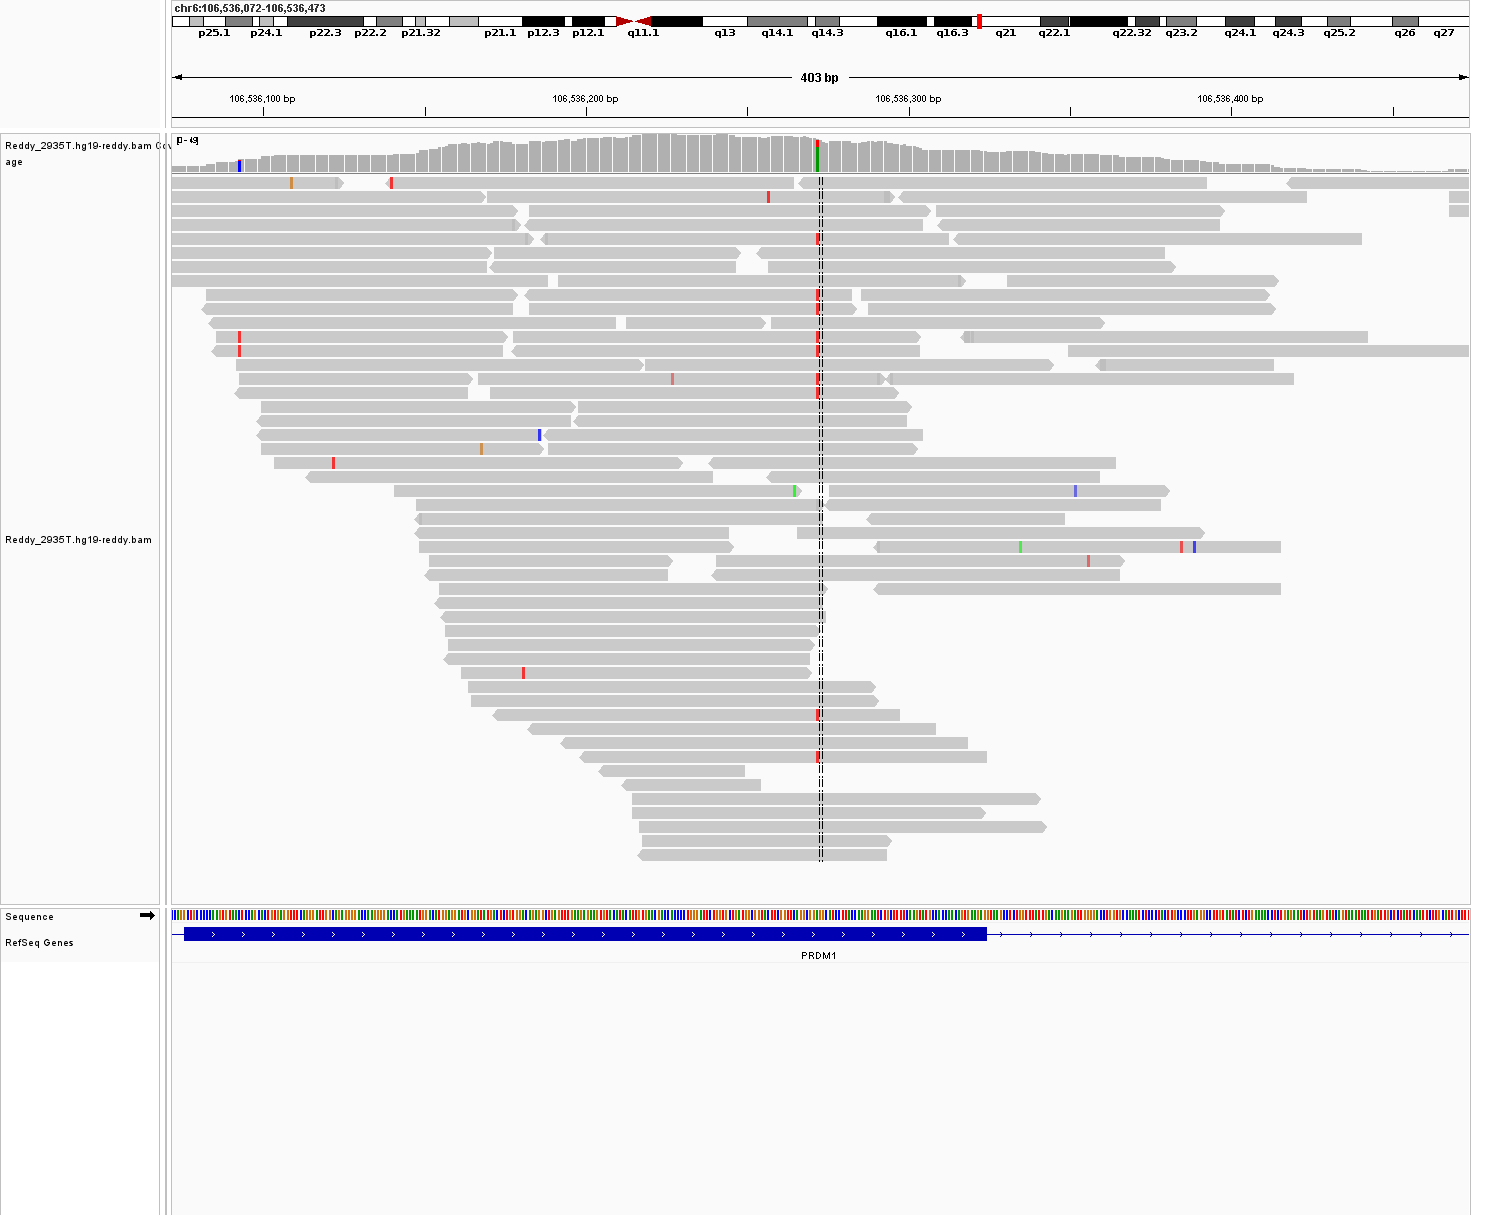 chr6:106,536,072-106,536,473
p25.1 p24.1 p22.3 p22.2 p21.32 p21.1 p12.3 p12.1 q11.1 q13 q14.1 q14.3 q16.1 q16.3 q21 q22.1 q22.32 q23.2 q24.1 q24.3 q25.2 q26 q27
403 bp
106,536,100 bp 106,536,200 bp 106,536,300 bp 106,536,400 bp
Reddy_2935T.hg19-reddy.bam Cov
age
Reddy_2935T.hg19-reddy.bam
Sequence
RefSeq Genes
PRDM1